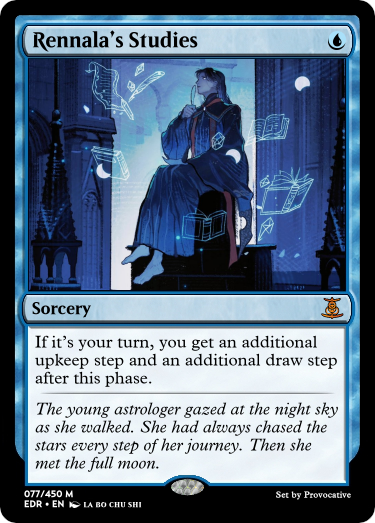 Rennala's Studies
Sorcery
If it's your turn, you get an additional
upkeep step and an additional draw step
after this phase.
The young astrologer gazed at the night sky
as she walked. She had always chased the
stars every step of her journey. Then she
met the full moon.
077/450 M
EDR • EN LA BO CHU SHI
Set by Provocative